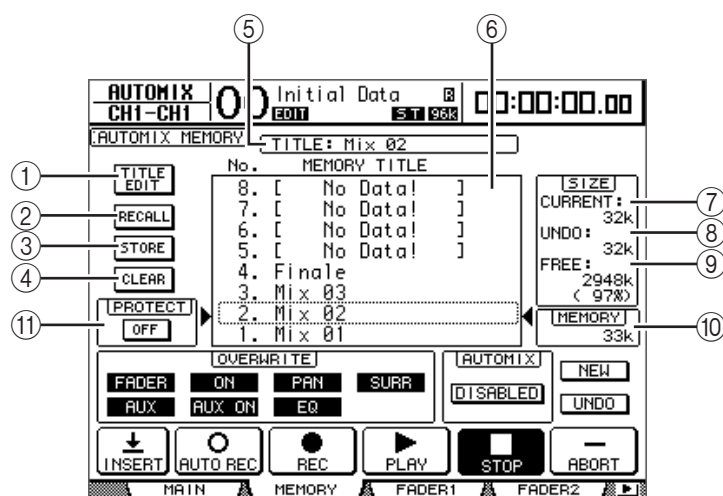 ⑤ ⑥
AUTOMIX 00 Initial Data B 00:00:00.00
CH1-CH1 EDIT ST 96k
AUTOMIX MEMORY TITLE: Mix 02
No. MEMORY TITLE
① TITLE EDIT
② RECALL
③ STORE
④ CLEAR
⑪ PROTECT
OFF
8. [ No Data! ]
7. [ No Data! ]
6. [ No Data! ]
5. [ No Data! ]
4. Finale
3. Mix 03
2. Mix 02
1. Mix 01
SIZE
CURRENT: ⑦
32k
UNDO: ⑧
32k
FREE: ⑨
2948k
( 97%)
MEMORY ⑩
33k
OVERWRITE
FADER ON PAN SURR
AUX AUX ON EQ
AUTOMIX
DISABLED
NEW
UNDO
INSERT AUTO REC REC PLAY STOP ABORT
MAIN MEMORY FADER1 FADER2